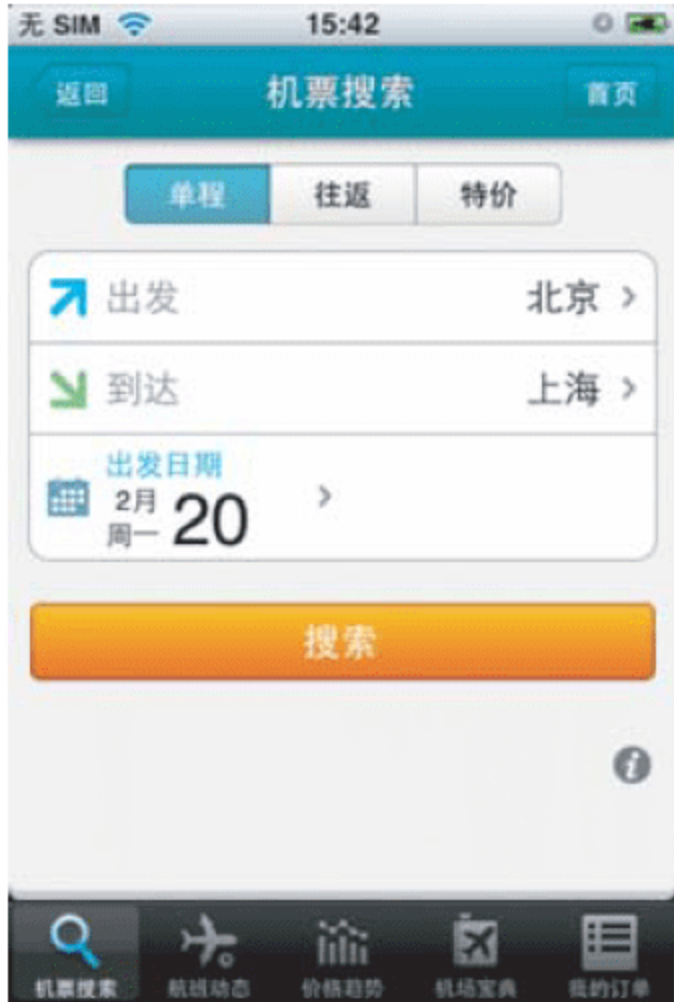 无 SIM 15:42
返回 机票搜索 首页
单程 往返 特价
出发 北京
到达 上海
出发日期
2月 20
周一
搜索
机票搜索 航班动态 价格趋势 机场宝典 我的订单